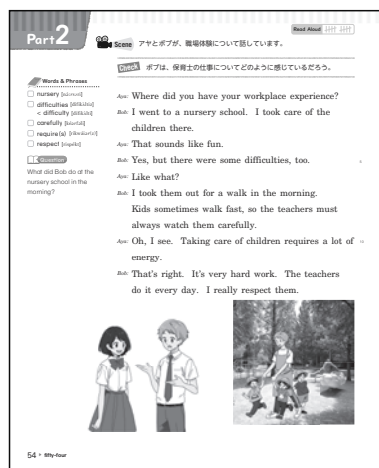 Part2
Read Aloud
Scene アヤとボブが、職場体験について話しています。
Check ボブは、保育士の仕事についてどのように感じているだろう。
Words & Phrases
nursery
difficulties
< difficulty
carefully
require(s)
respect
Question
What did Bob do at the
nursery school in the
morning?
Aya: Where did you have your workplace experience?
Bob: I went to a nursery school. I took care of the
children there.
Aya: That sounds like fun.
Bob: Yes, but there were some difficulties, too. 5
Aya: Like what?
Bob: I took them out for a walk in the morning.
Kids sometimes walk fast, so the teachers must
always watch them carefully.
Aya: Oh, I see. Taking care of children requires a lot of 10
energy.
Bob: That's right. It's very hard work. The teachers
do it every day. I really respect them.
54 fifty-four